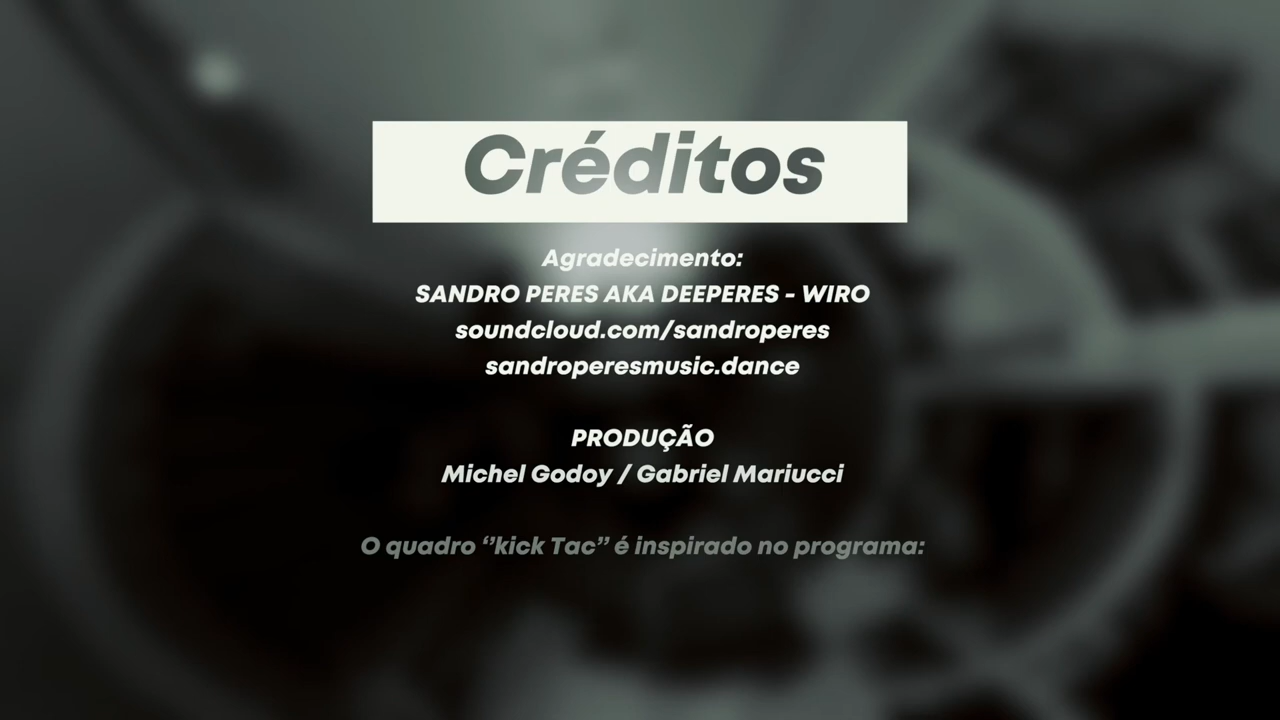 Créditos
Agradecimento:
SANDRO PERES AKA DEEPERES - WIRO
soundcloud.com/sandroperes
sandroperesmusic.dance
PRODUÇÃO
Michel Godoy / Gabriel Mariucci
O quadro ‘’kick Tac’’ é inspirado no programa: